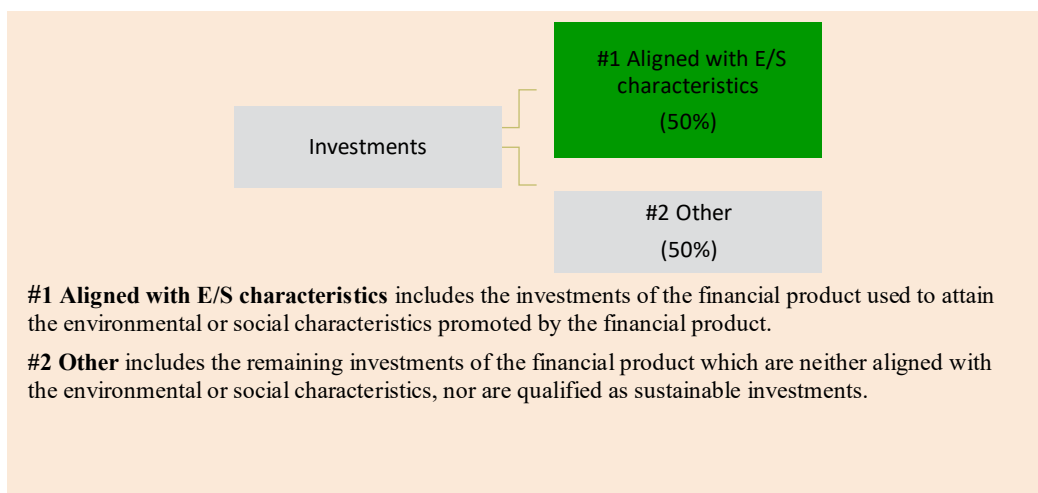 #1 Aligned with E/S
characteristics
(50%)
Investments
#2 Other
(50%)
#1 Aligned with E/S characteristics includes the investments of the financial product used to attain
the environmental or social characteristics promoted by the financial product.
#2 Other includes the remaining investments of the financial product which are neither aligned with
the environmental or social characteristics, nor are qualified as sustainable investments.